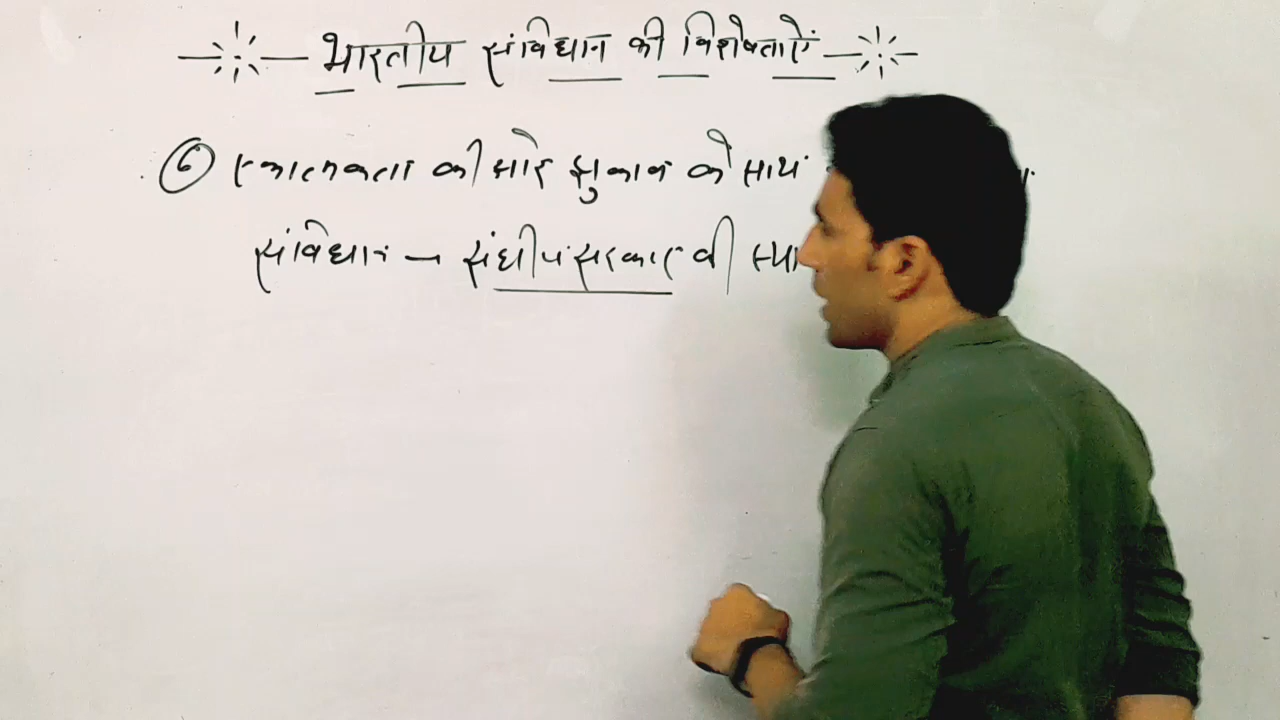 भारतीय संविधान की विशेषताऐं
⑥ एकात्मकता की ओर झुकाव के साथ
संविधान → संघीय सरकार की स्था